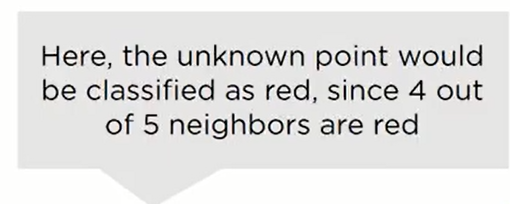 Here, the unknown point would
be classified as red, since 4 out
of 5 neighbors are red